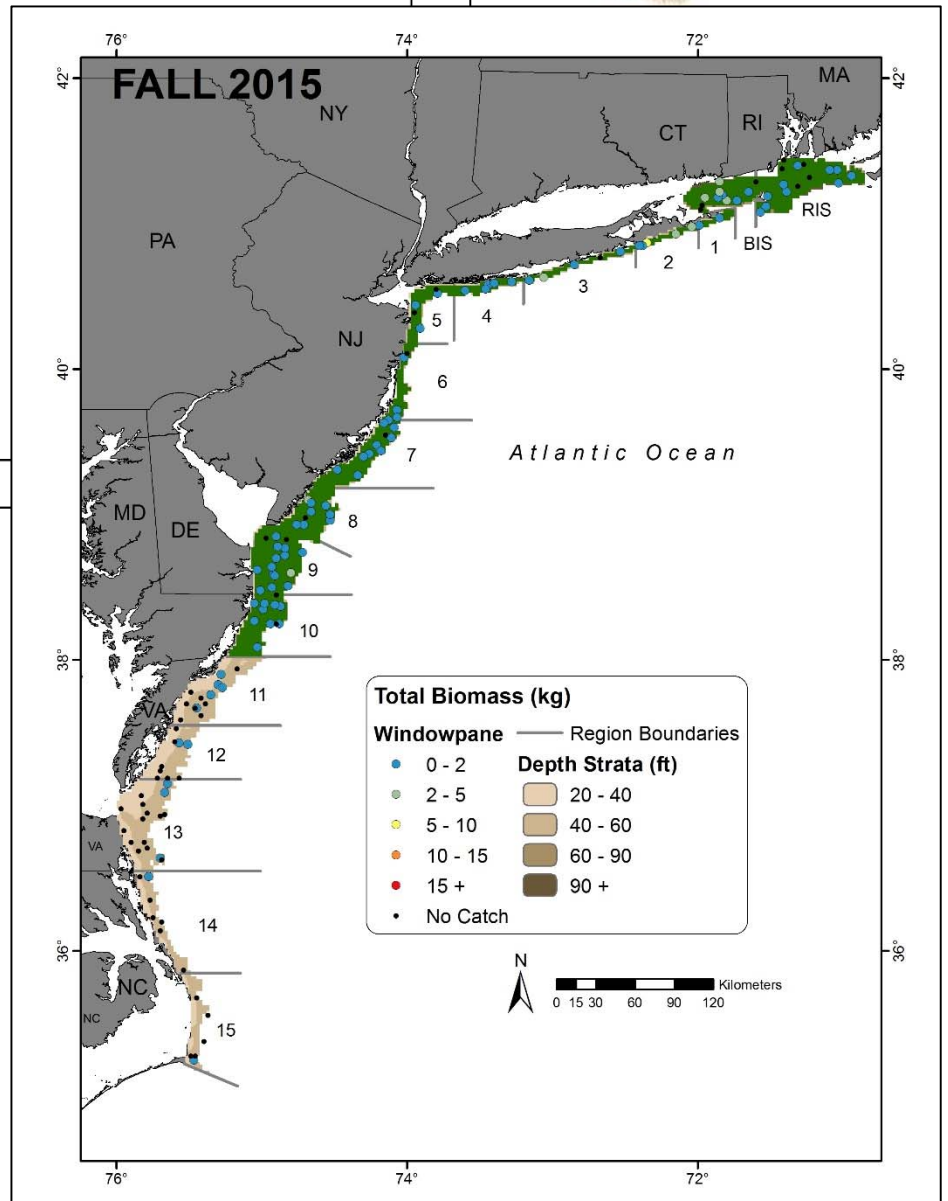 76°
74°
72°
FALL 2015
42°
42°
MA
NY
CT
RI
RIS
BIS
PA
1
2
3
4
5
NJ
40°
40°
6
7
Atlantic Ocean
MD
DE
8
9
10
38°
38°
11
VA
12
13
VA
14
NC
NC
15
36°
36°
Total Biomass (kg)
Windowpane
Region Boundaries
0 - 2
Depth Strata (ft)
2 - 5
20 - 40
5 - 10
40 - 60
10 - 15
60 - 90
15 +
90 +
No Catch
N
Kilometers
0 15 30 60 90 120
76°
74°
72°